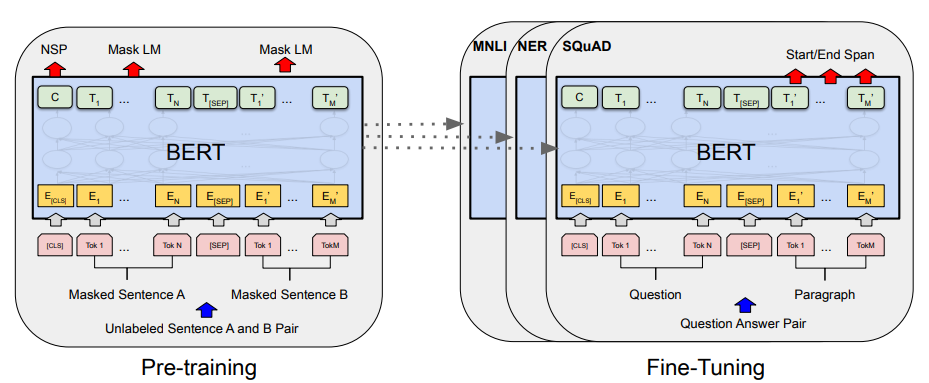 NSP Mask LM Mask LM
C T1 ... TN T[SEP] T1’ ... TM’
BERT
E[CLS] E1 ... EN E[SEP] E1’ ... EM’
[CLS] Tok 1 ... Tok N [SEP] Tok 1 ... TokM
Masked Sentence A Masked Sentence B
Unlabeled Sentence A and B Pair
Pre-training
MNLI NER SQuAD
Start/End Span
C T1 ... TN T[SEP] T1’ ... TM’
BERT
E[CLS] E1 ... EN E[SEP] E1’ ... EM’
[CLS] Tok 1 ... Tok N [SEP] Tok 1 ... TokM
Question Paragraph
Question Answer Pair
Fine-Tuning